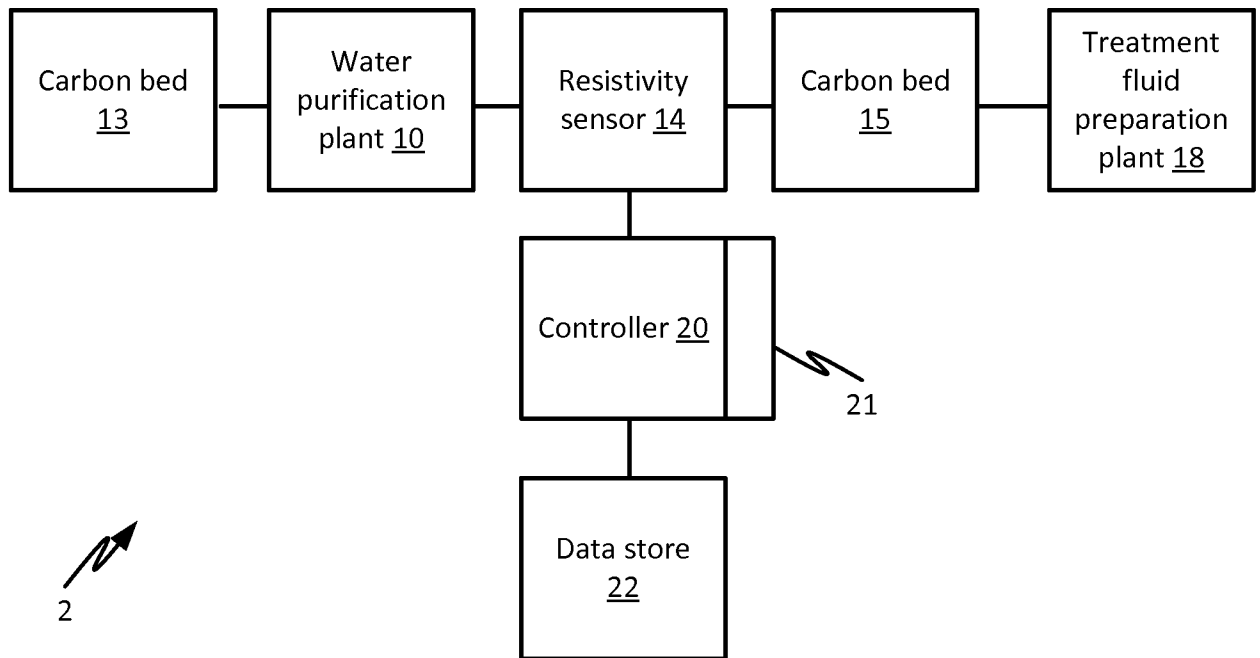 Carbon bed
13
Water
purification
plant 10
Resistivity
sensor 14
Carbon bed
15
Treatment
fluid
preparation
plant 18
Controller 20
21
Data store
22
2